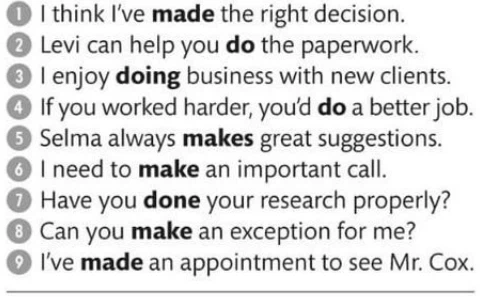 1 I think I've made the right decision.
2 Levi can help you do the paperwork.
3 I enjoy doing business with new clients.
4 If you worked harder, you'd do a better job.
5 Selma always makes great suggestions.
6 I need to make an important call.
7 Have you done your research properly?
8 Can you make an exception for me?
9 I've made an appointment to see Mr. Cox.